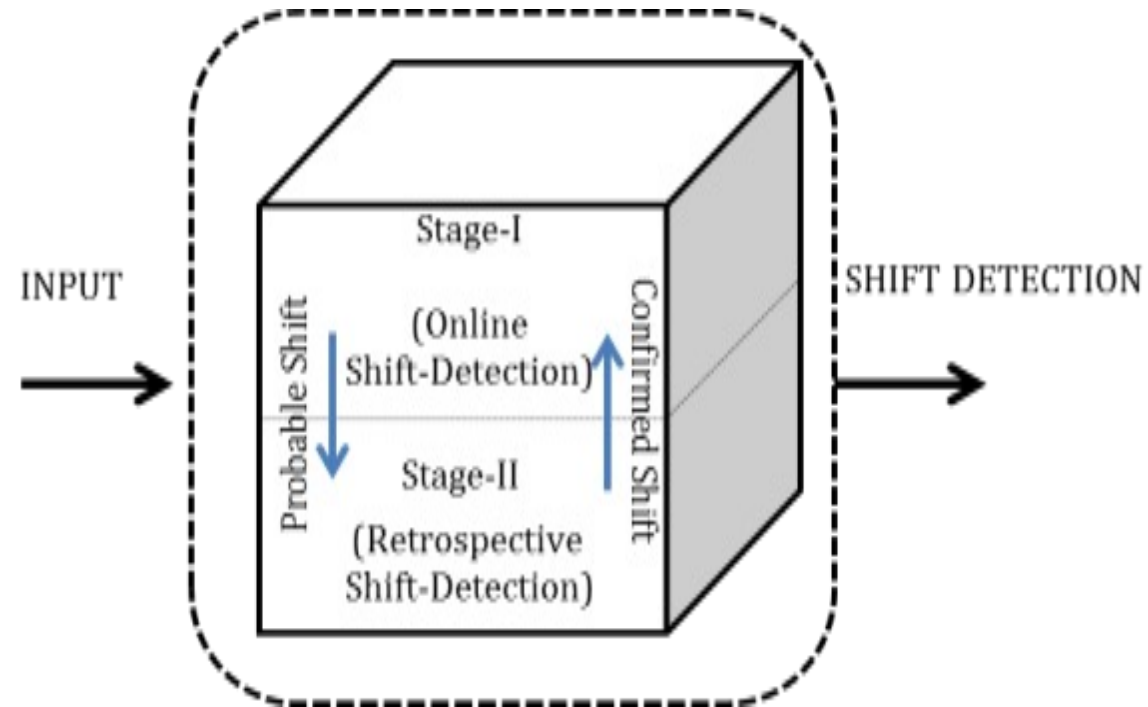 INPUT
Stage-I
(Online
Shift-Detection)
Probable Shift
Confirmed Shift
Stage-II
(Retrospective
Shift-Detection)
SHIFT DETECTION